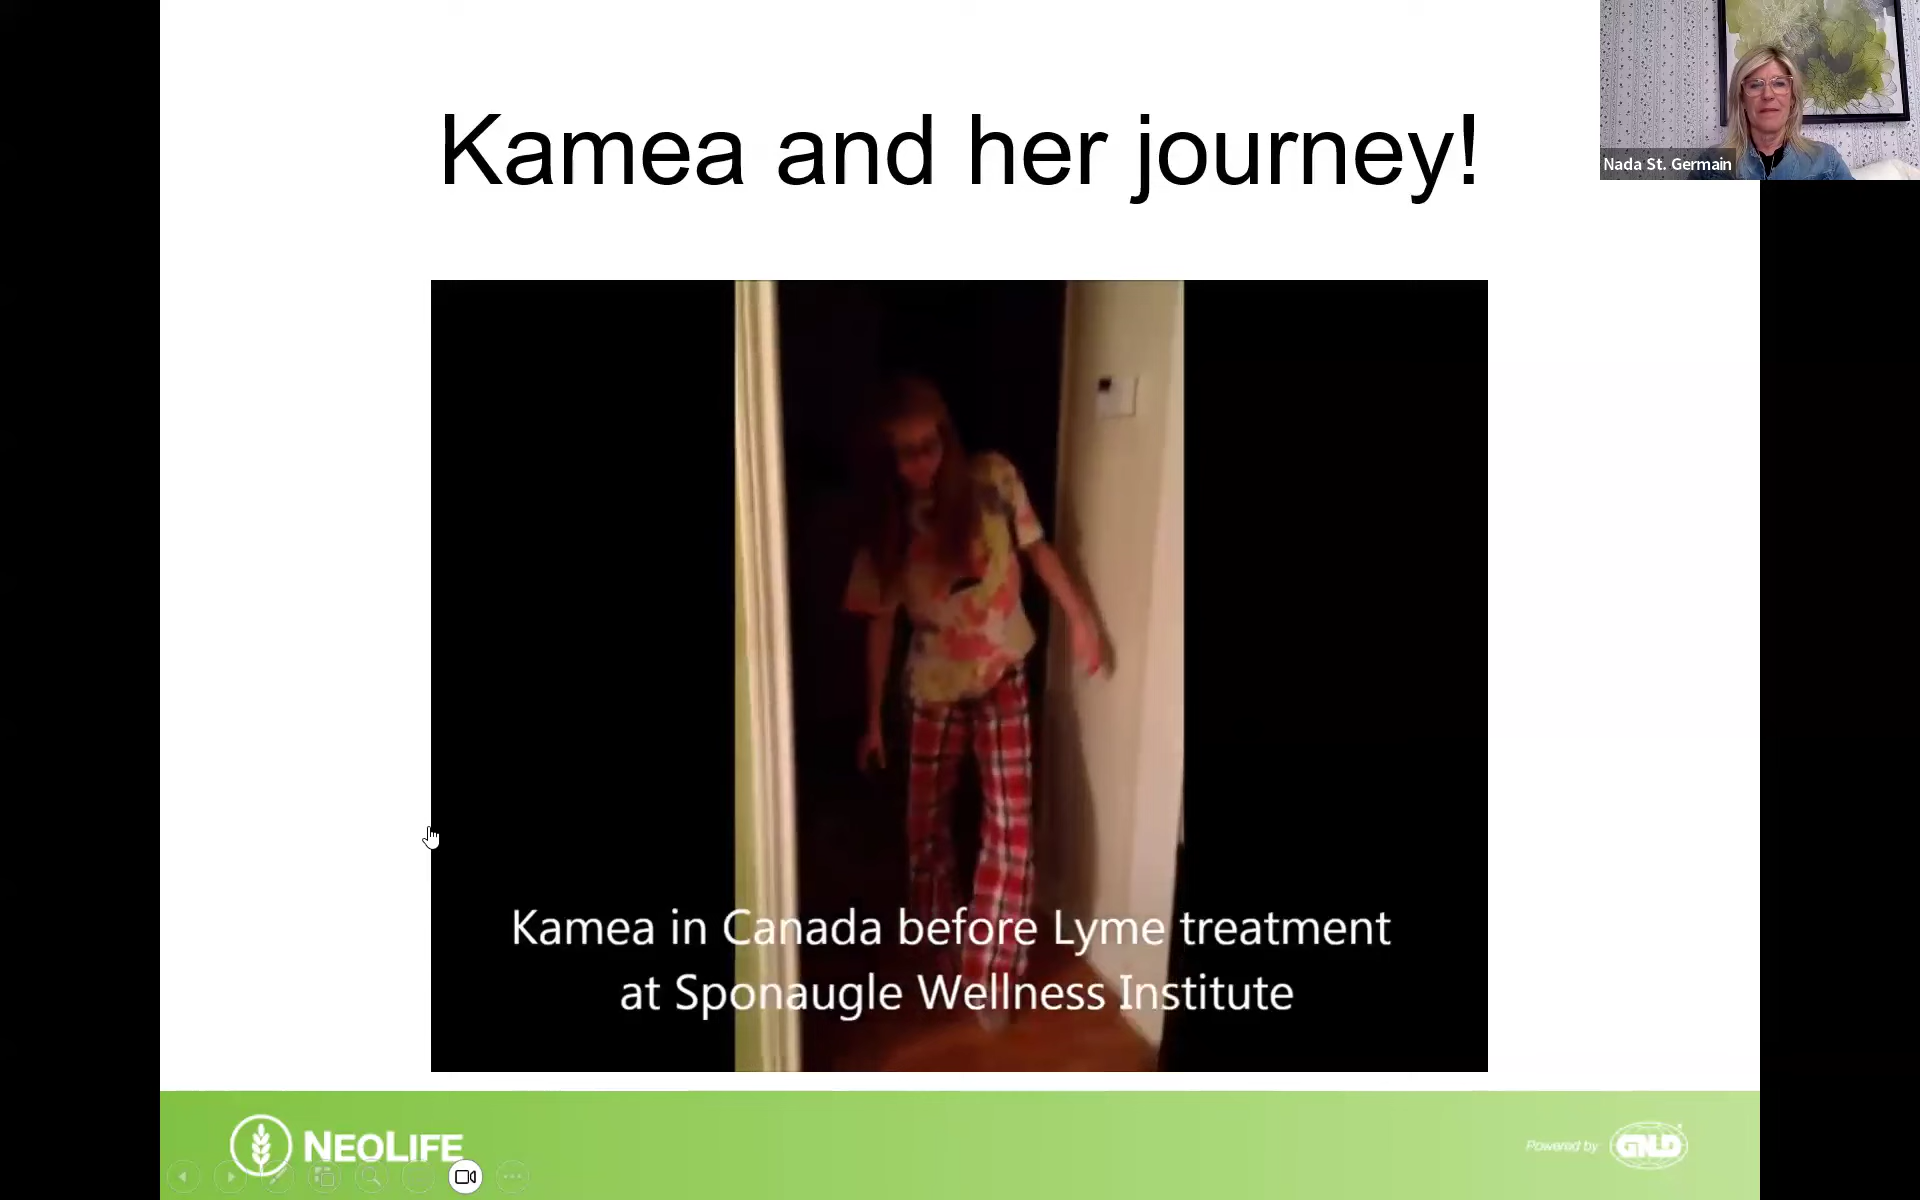 Kamea and her journey!
Nada St. Germain
Kamea in Canada before Lyme treatment
at Sponaugle Wellness Institute
NEOLIFE
Powered by GNLD